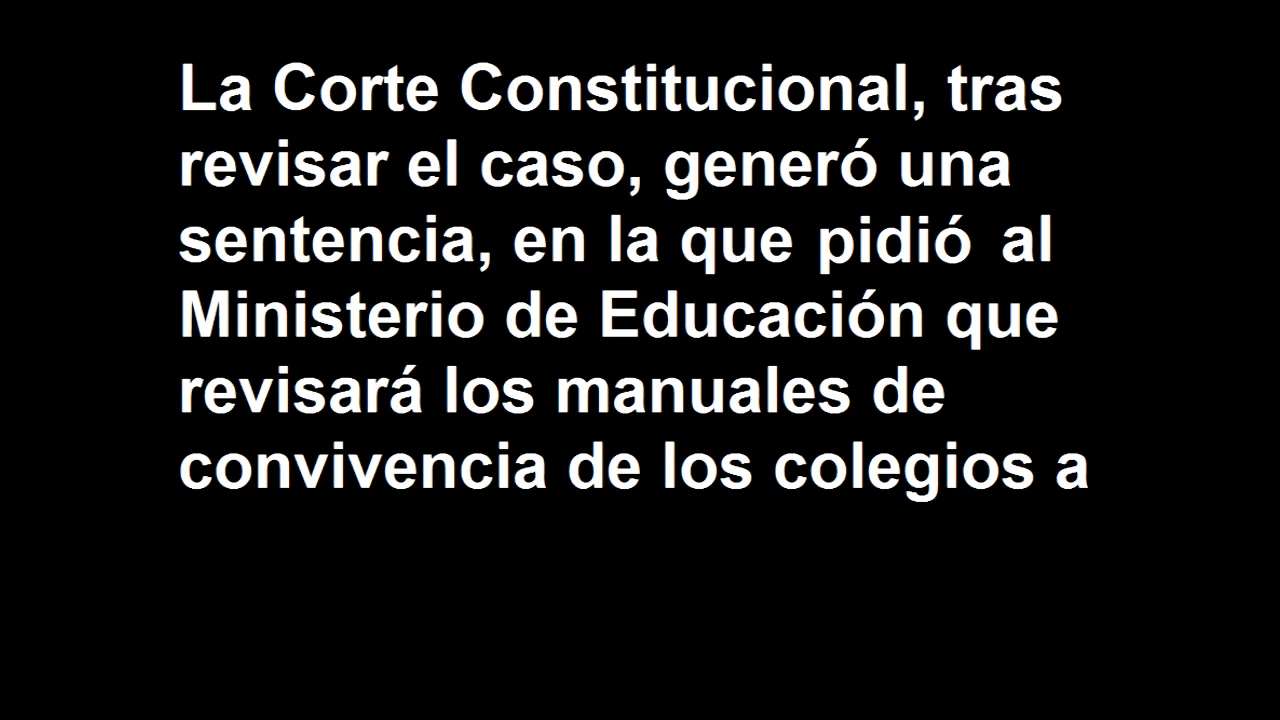 La Corte Constitucional, tras
revisar el caso, generó una
sentencia, en la que pidió al
Ministerio de Educación que
revisará los manuales de
convivencia de los colegios a